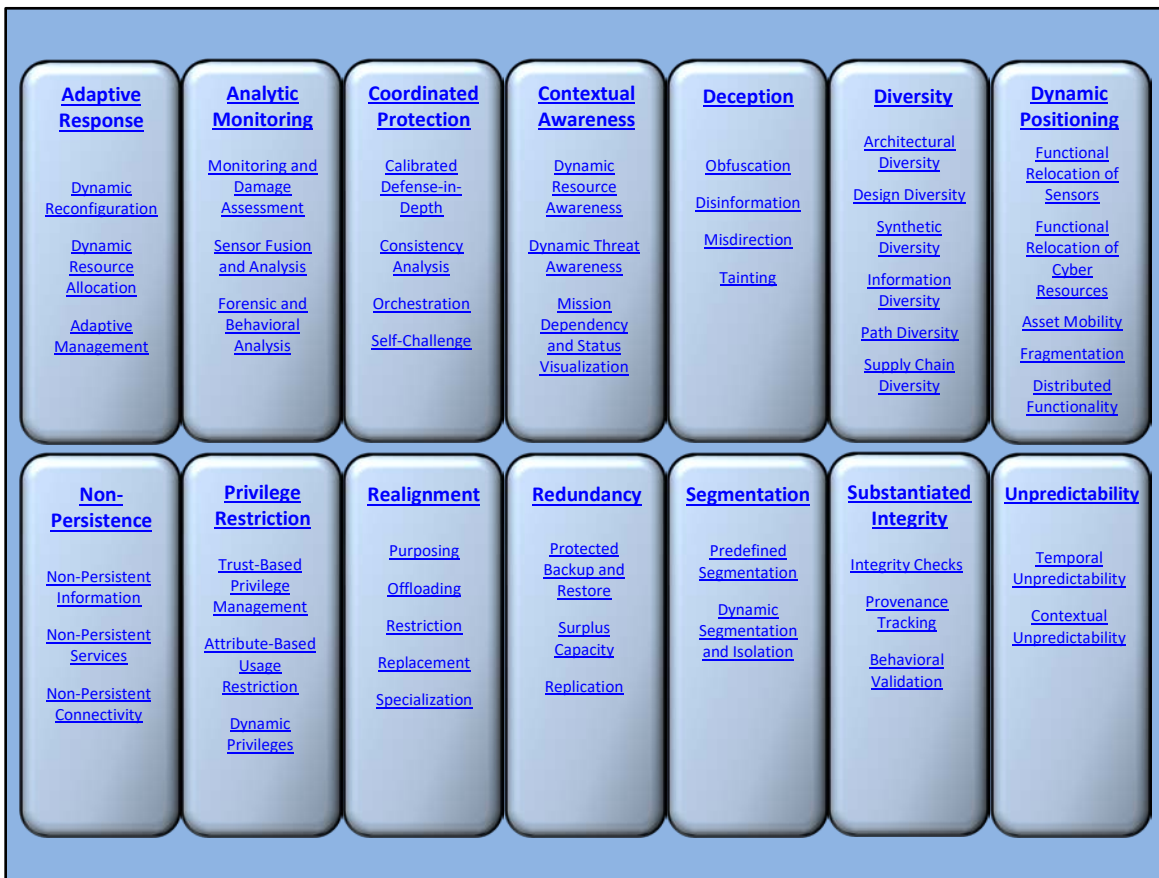 Adaptive
Response
Dynamic
Reconfiguration
Dynamic
Resource
Allocation
Adaptive
Management
Analytic
Monitoring
Monitoring and
Damage
Assessment
Sensor Fusion
and Analysis
Forensic and
Behavioral
Analysis
Coordinated
Protection
Calibrated
Defense-in-
Depth
Consistency
Analysis
Orchestration
Self-Challenge
Contextual
Awareness
Dynamic
Resource
Awareness
Dynamic Threat
Awareness
Mission
Dependency
and Status
Visualization
Deception
Obfuscation
Disinformation
Misdirection
Tainting
Diversity
Architectural
Diversity
Design Diversity
Synthetic
Diversity
Information
Diversity
Path Diversity
Supply Chain
Diversity
Dynamic
Positioning
Functional
Relocation of
Sensors
Functional
Relocation of
Cyber
Resources
Asset Mobility
Fragmentation
Distributed
Functionality
Non-
Persistence
Non-Persistent
Information
Non-Persistent
Services
Non-Persistent
Connectivity
Privilege
Restriction
Trust-Based
Privilege
Management
Attribute-Based
Usage
Restriction
Dynamic
Privileges
Realignment
Purposing
Offloading
Restriction
Replacement
Specialization
Redundancy
Protected
Backup and
Restore
Surplus
Capacity
Replication
Segmentation
Predefined
Segmentation
Dynamic
Segmentation
and Isolation
Substantiated
Integrity
Integrity Checks
Provenance
Tracking
Behavioral
Validation
Unpredictability
Temporal
Unpredictability
Contextual
Unpredictability